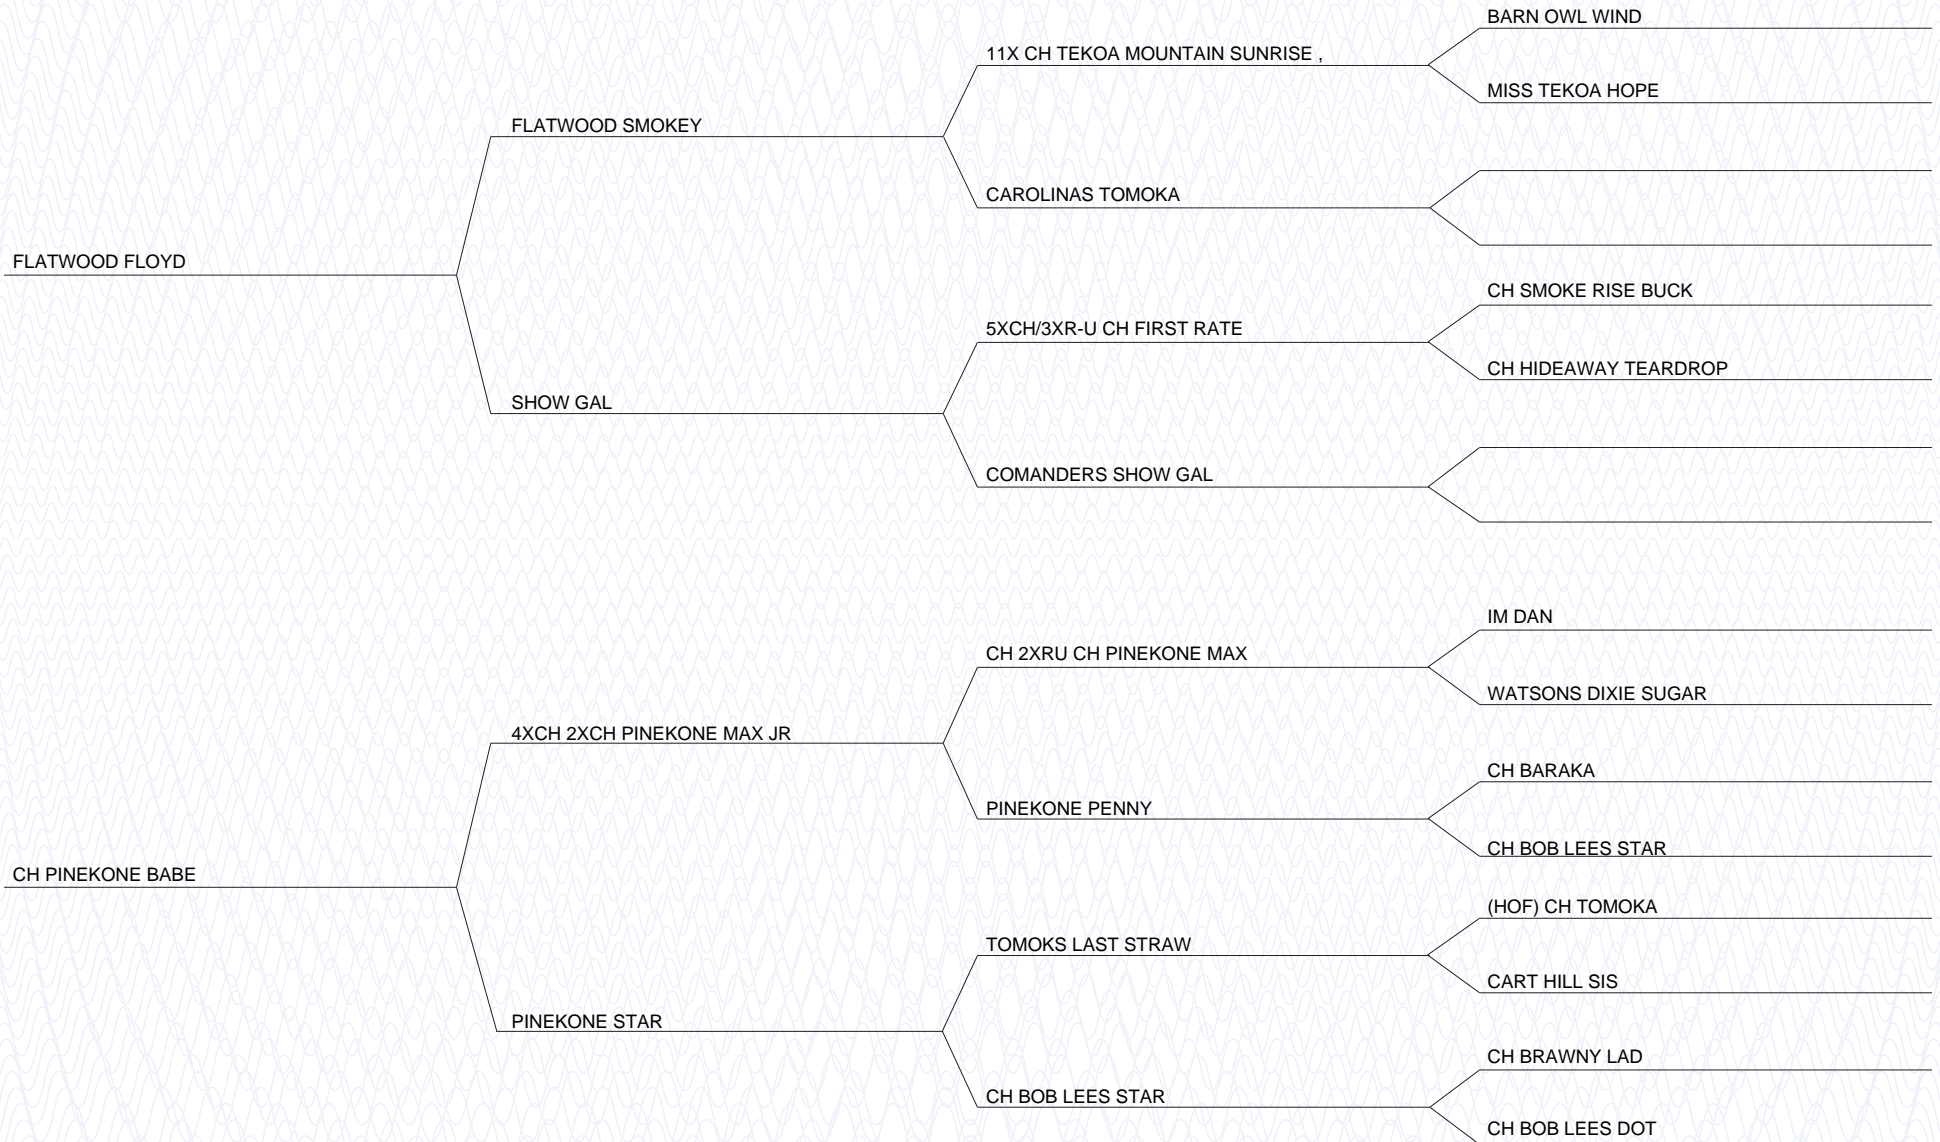 BARN OWL WIND
11X CH TEKOA MOUNTAIN SUNRISE ,
MISS TEKOA HOPE
FLATWOOD SMOKEY
CAROLINAS TOMOKA
FLATWOOD FLOYD
CH SMOKE RISE BUCK
5XCH/3XR-U CH FIRST RATE
CH HIDEAWAY TEARDROP
SHOW GAL
COMANDERS SHOW GAL
IM DAN
CH 2XRU CH PINEKONE MAX
WATSONS DIXIE SUGAR
4XCH 2XCH PINEKONE MAX JR
CH BARAKA
PINEKONE PENNY
CH BOB LEES STAR
CH PINEKONE BABE
(HOF) CH TOMOKA
TOMOKS LAST STRAW
CART HILL SIS
PINEKONE STAR
CH BRAWNY LAD
CH BOB LEES STAR
CH BOB LEES DOT